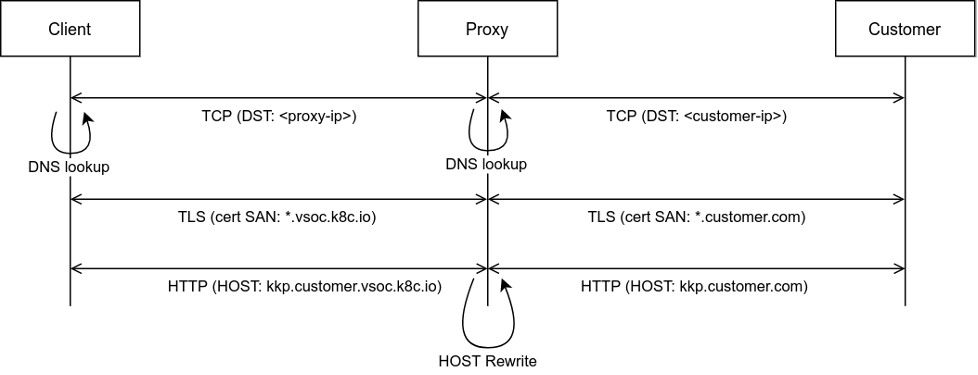 Client
Proxy
Customer
TCP (DST: <proxy-ip>)
TCP (DST: <customer-ip>)
DNS lookup
DNS lookup
TLS (cert SAN: *.vsoc.k8c.io)
TLS (cert SAN: *.customer.com)
HTTP (HOST: kkp.customer.vsoc.k8c.io)
HTTP (HOST: kkp.customer.com)
HOST Rewrite